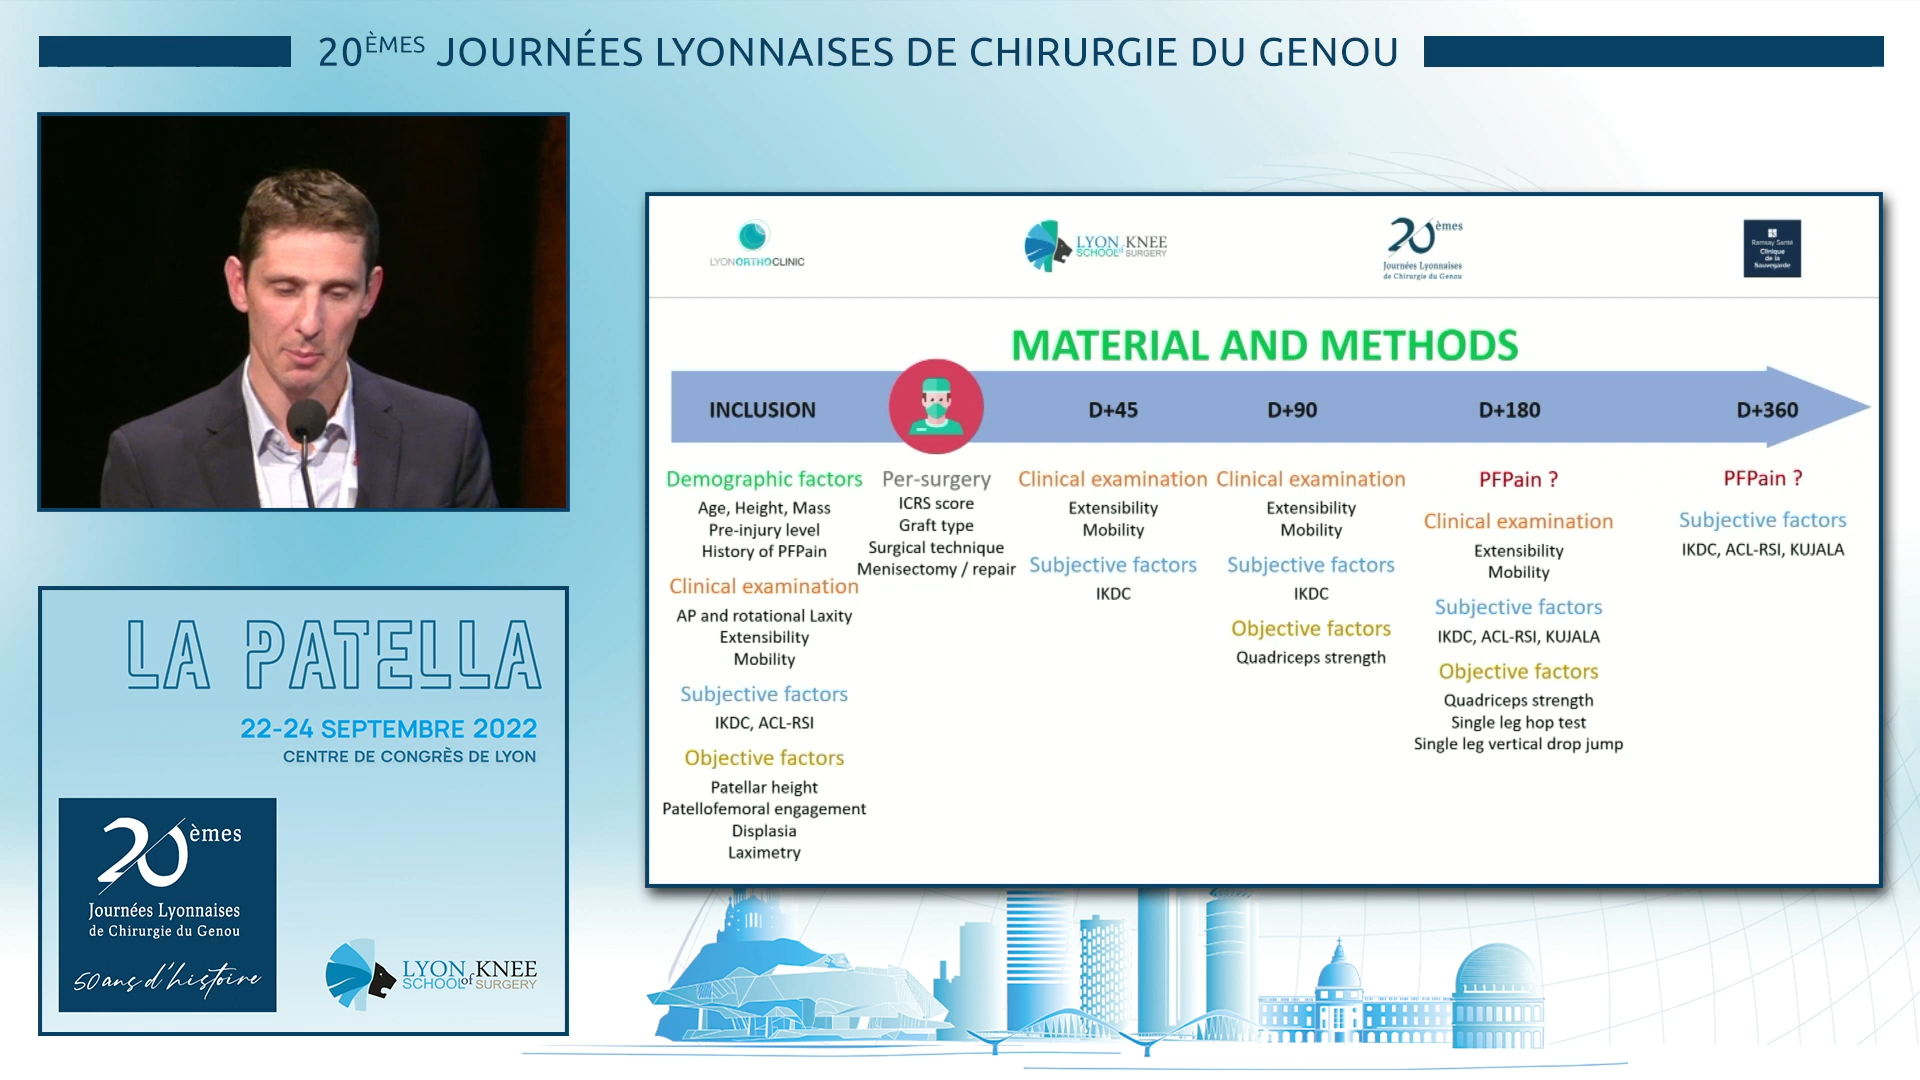 20ÈMES JOURNÉES LYONNAISES DE CHIRURGIE DU GENOU
LA PATELLA
22-24 SEPTEMBRE 2022
CENTRE DE CONGRÈS DE LYON
20èmes
Journées Lyonnaises
de Chirurgie du Genou
50 ans d'histoire
LYON KNEE
SCHOOL of SURGERY
LYONORTHOCLINIC
LYON KNEE
SCHOOL of SURGERY
20èmes
Journées Lyonnaises
de Chirurgie du Genou
Ramsay Santé
Clinique
de la
Sauvegarde
MATERIAL AND METHODS
INCLUSION
D+45
D+90
D+180
D+360
Demographic factors
Age, Height, Mass
Pre-injury level
History of PFPain
Clinical examination
AP and rotational Laxity
Extensibility
Mobility
Subjective factors
IKDC, ACL-RSI
Objective factors
Patellar height
Patellofemoral engagement
Displasia
Laximetry
Per-surgery
ICRS score
Graft type
Surgical technique
Menisectomy / repair
Clinical examination
Extensibility
Mobility
Subjective factors
IKDC
Clinical examination
Extensibility
Mobility
Subjective factors
IKDC
Objective factors
Quadriceps strength
PFPain ?
Clinical examination
Extensibility
Mobility
Subjective factors
IKDC, ACL-RSI, KUJALA
Objective factors
Quadriceps strength
Single leg hop test
Single leg vertical drop jump
PFPain ?
Subjective factors
IKDC, ACL-RSI, KUJALA